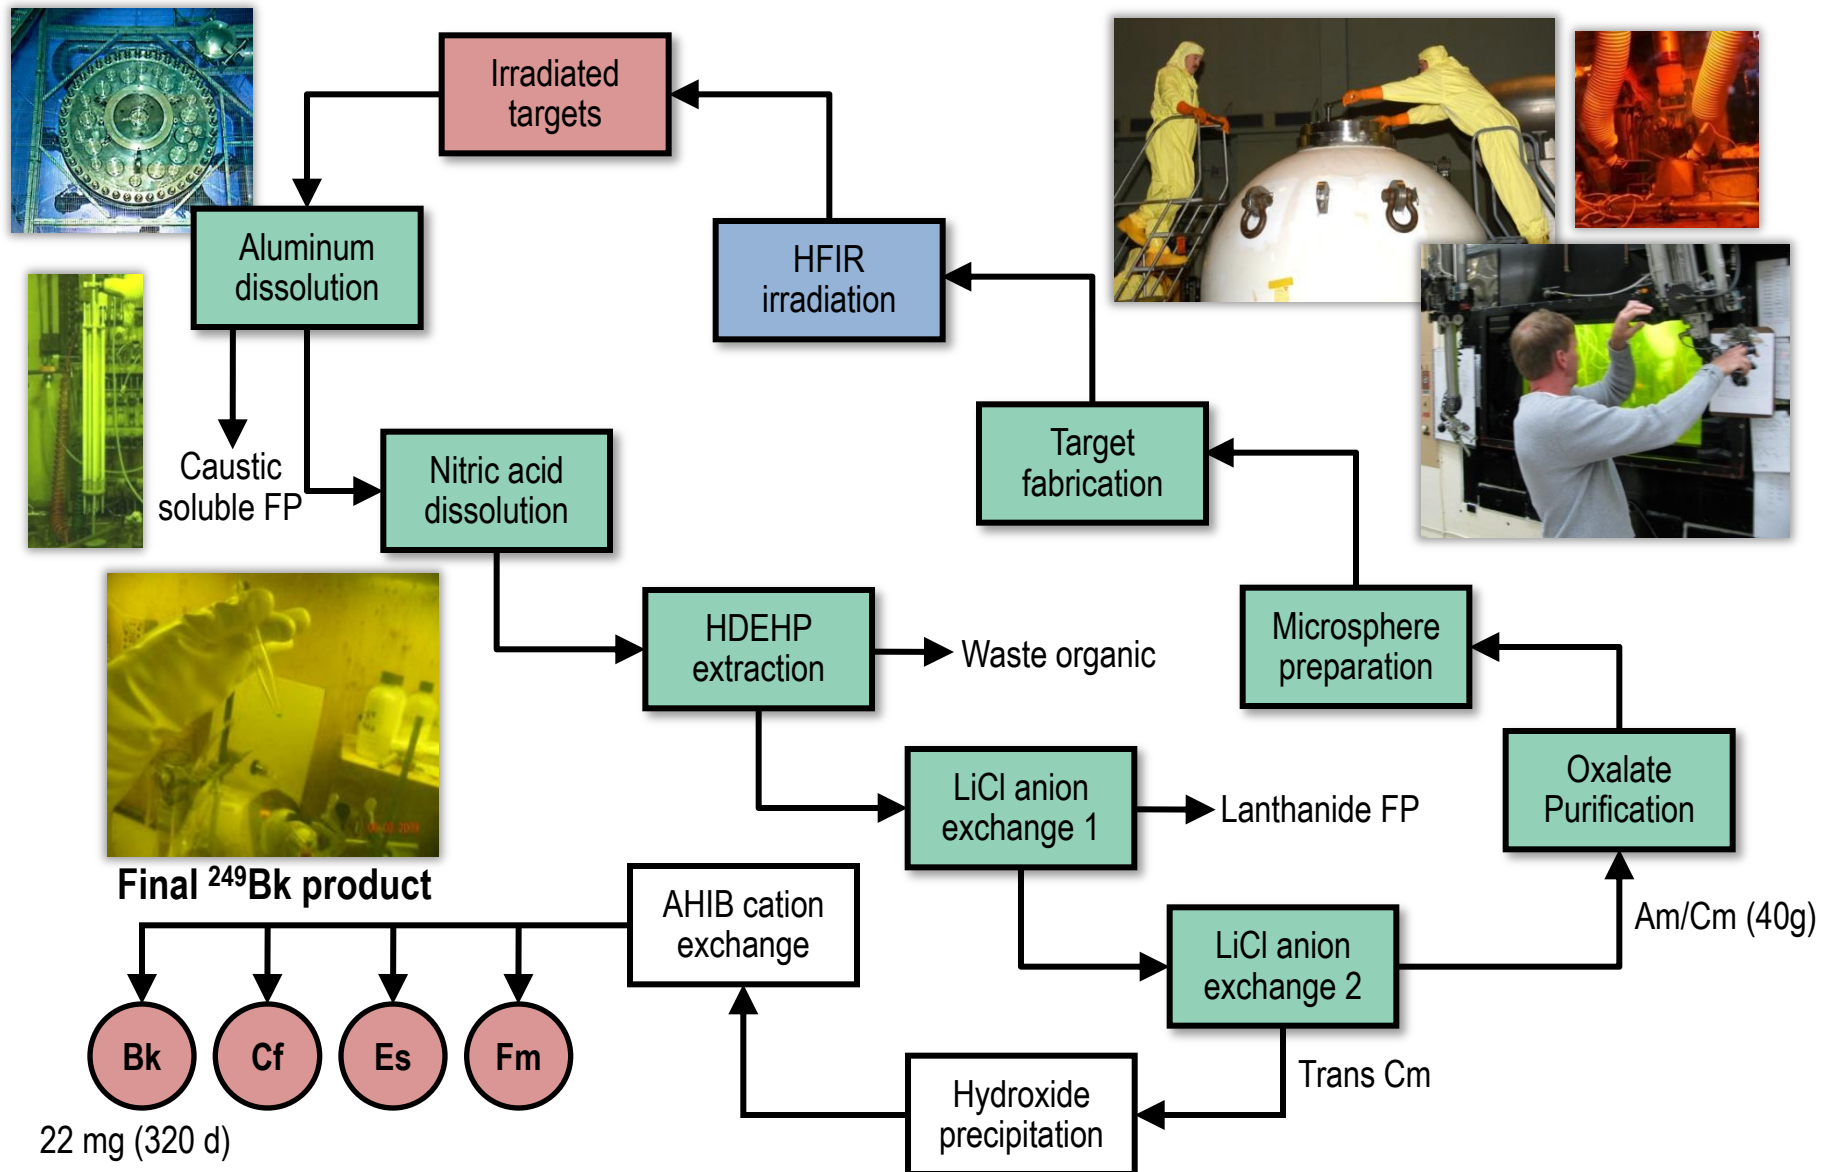 Irradiated
targets
Aluminum
dissolution
HFIR
irradiation
Caustic
soluble FP
Nitric acid
dissolution
Target
fabrication
HDEHP
extraction
Waste organic
Microsphere
preparation
LiCl anion
exchange 1
Lanthanide FP
Oxalate
Purification
Final ²⁴⁹Bk product
AHIB cation
exchange
LiCl anion
exchange 2
Am/Cm (40g)
Bk
Cf
Es
Fm
Trans Cm
Hydroxide
precipitation
22 mg (320 d)